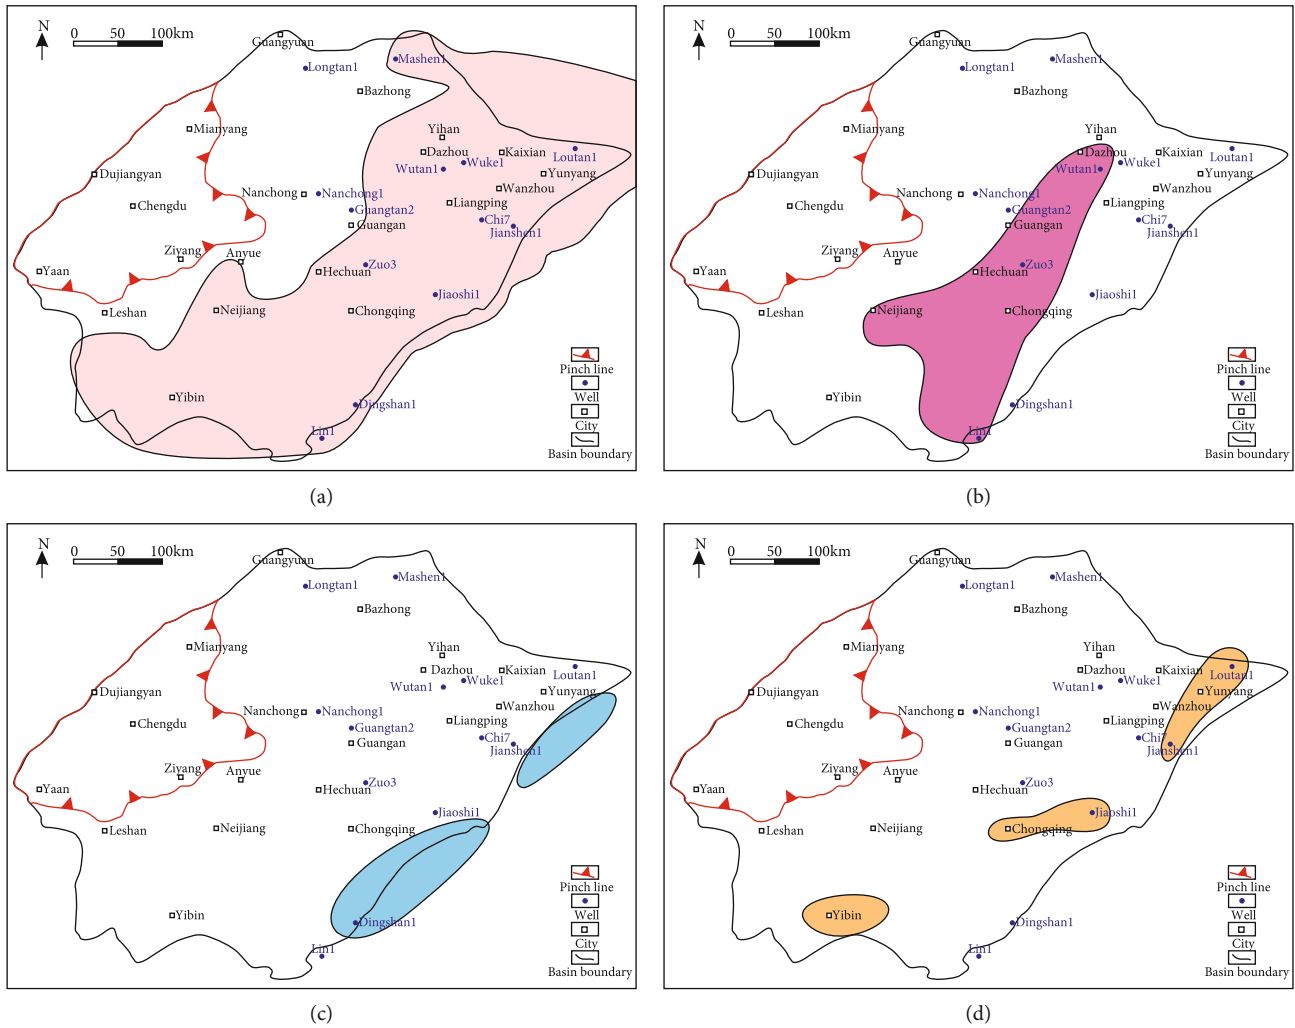 N
0 50 100km
Guangyuan
Longtan1
Mashen1
Bazhong
Mianyang
Yihan
Dazhou
Kaixian
Loutan1
Wutan1
Wuke1
Yunyang
Dujiangyan
Nanchong
Nanchong1
Wanzhou
Chengdu
Guangtan2
Liangping
Guangan
Chi7
Jianshen1
Ziyang
Anyue
Yaan
Hechuan
Zuo3
Jiaoshi1
Leshan
Neijiang
Chongqing
Yibin
Dingshan1
Lin1
Pinch line
Well
City
Basin boundary
(a)
N
0 50 100km
Guangyuan
Longtan1
Mashen1
Bazhong
Mianyang
Yihan
Dazhou
Kaixian
Loutan1
Wutan1
Wuke1
Yunyang
Dujiangyan
Nanchong
Nanchong1
Wanzhou
Chengdu
Guangtan2
Liangping
Guangan
Chi7
Jianshen1
Ziyang
Anyue
Yaan
Hechuan
Zuo3
Jiaoshi1
Leshan
Neijiang
Chongqing
Yibin
Dingshan1
Lin1
Pinch line
Well
City
Basin boundary
(b)
N
0 50 100km
Guangyuan
Longtan1
Mashen1
Bazhong
Mianyang
Yihan
Dazhou
Kaixian
Loutan1
Wutan1
Wuke1
Yunyang
Dujiangyan
Nanchong
Nanchong1
Wanzhou
Chengdu
Guangtan2
Liangping
Guangan
Chi7
Jianshen1
Ziyang
Anyue
Yaan
Hechuan
Zuo3
Jiaoshi1
Leshan
Neijiang
Chongqing
Yibin
Dingshan1
Lin1
Pinch line
Well
City
Basin boundary
(c)
N
0 50 100km
Guangyuan
Longtan1
Mashen1
Bazhong
Mianyang
Yihan
Dazhou
Kaixian
Loutan1
Wutan1
Wuke1
Yunyang
Dujiangyan
Nanchong
Nanchong1
Wanzhou
Chengdu
Guangtan2
Liangping
Guangan
Chi7
Jianshen1
Ziyang
Anyue
Yaan
Hechuan
Zuo3
Jiaoshi1
Leshan
Neijiang
Chongqing
Yibin
Dingshan1
Lin1
Pinch line
Well
City
Basin boundary
(d)